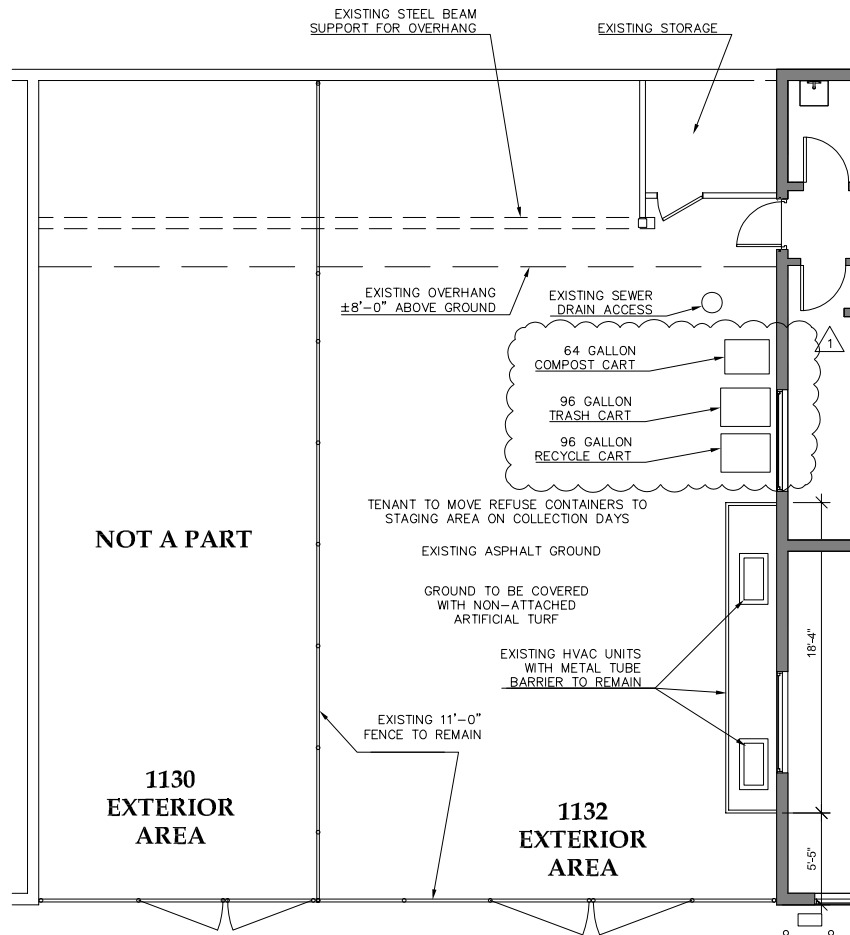 EXISTING STEEL BEAM
SUPPORT FOR OVERHANG
EXISTING STORAGE
EXISTING OVERHANG
±8'-0" ABOVE GROUND
EXISTING SEWER
DRAIN ACCESS
1
64 GALLON
COMPOST CART
96 GALLON
TRASH CART
96 GALLON
RECYCLE CART
TENANT TO MOVE REFUSE CONTAINERS TO
STAGING AREA ON COLLECTION DAYS
NOT A PART
EXISTING ASPHALT GROUND
GROUND TO BE COVERED
WITH NON-ATTACHED
ARTIFICIAL TURF
18'-4"
EXISTING HVAC UNITS
WITH METAL TUBE
BARRIER TO REMAIN
EXISTING 11'-0"
FENCE TO REMAIN
1130
EXTERIOR
AREA
1132
EXTERIOR
AREA
5'-5"